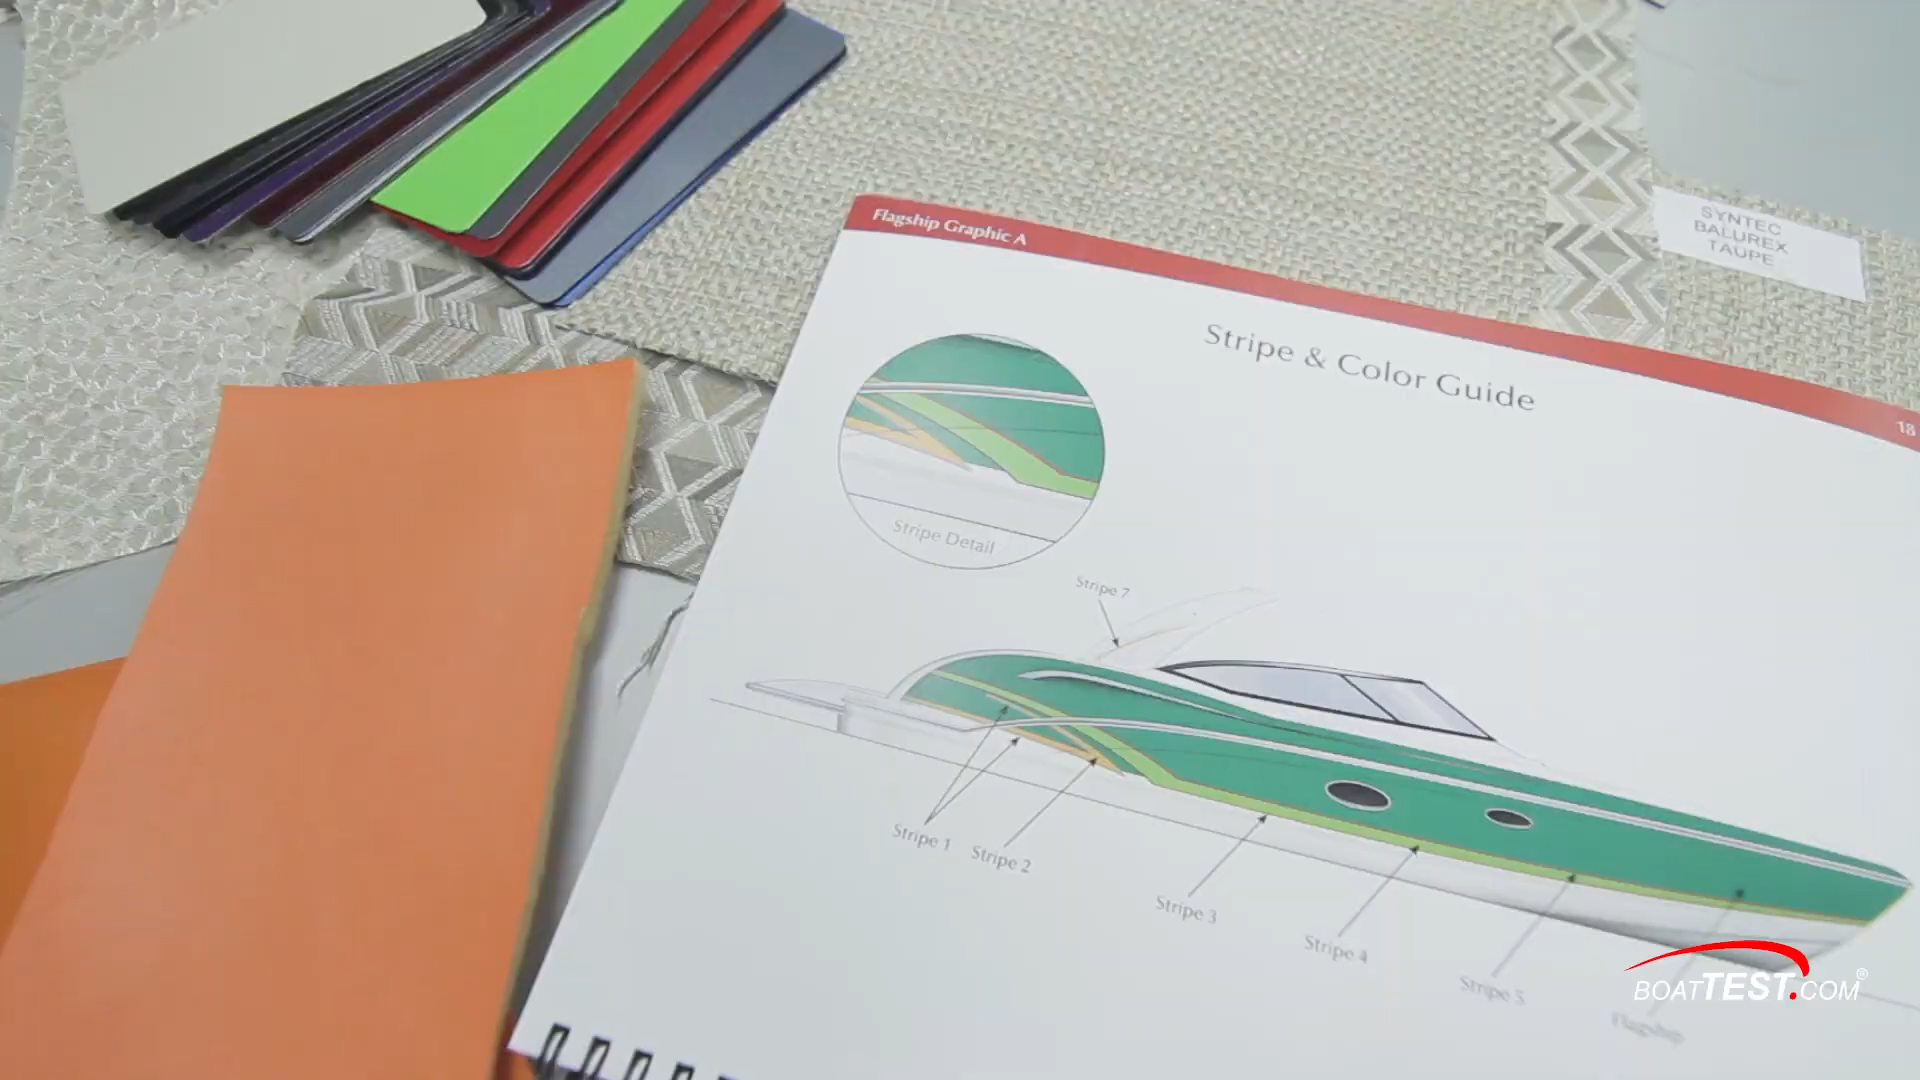 SYNTEC
BALUREX
TAUPE
Flagship Graphic A
18
Stripe & Color Guide
Stripe Detail
Stripe 7
Stripe 1
Stripe 2
Stripe 3
Stripe 4
Stripe 5
Flagship
BOATTEST.COM®